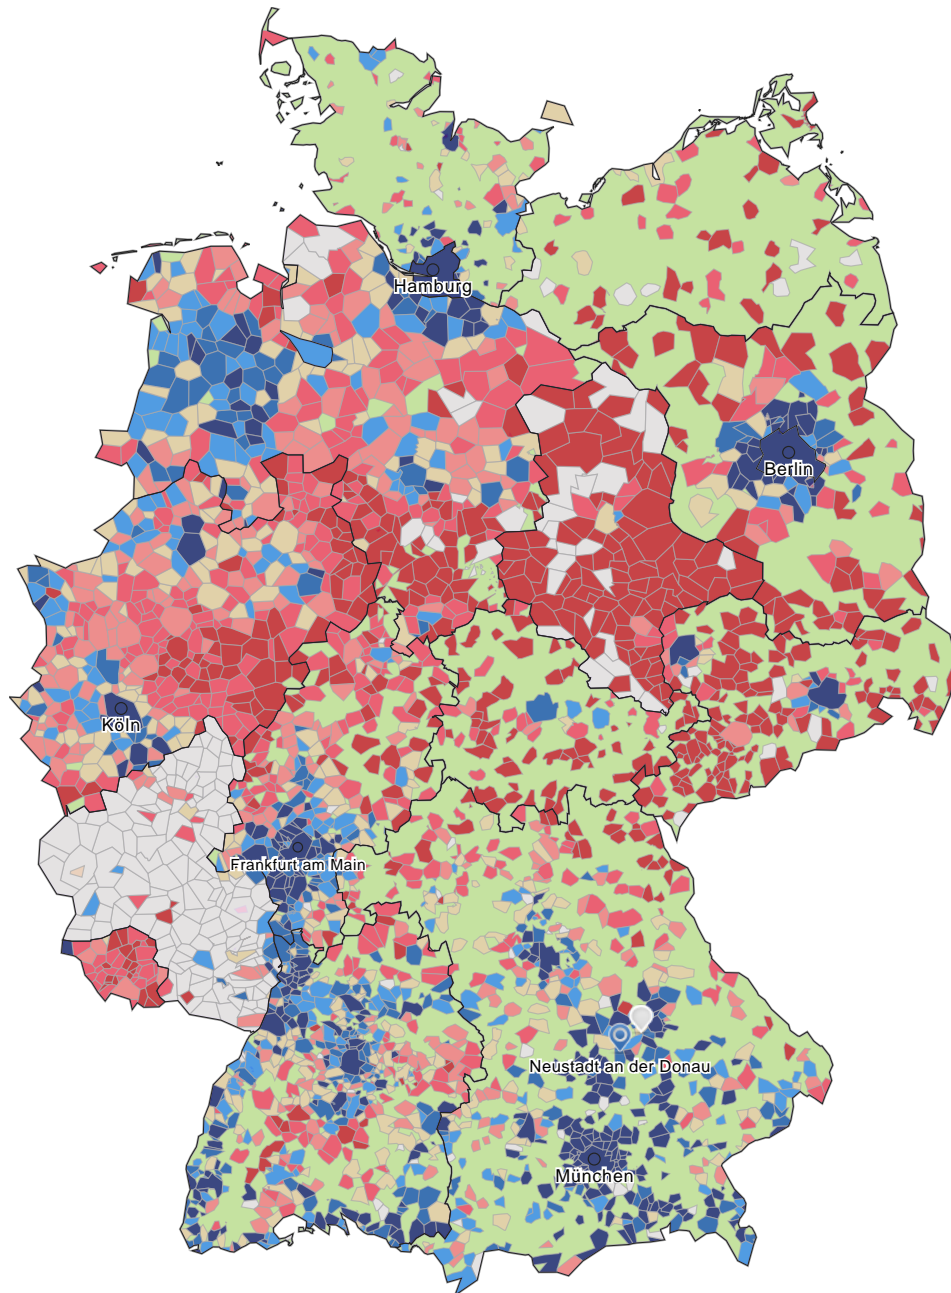 Hamburg
Berlin
Köln
Frankfurt am Main
Neustadt an der Donau
München